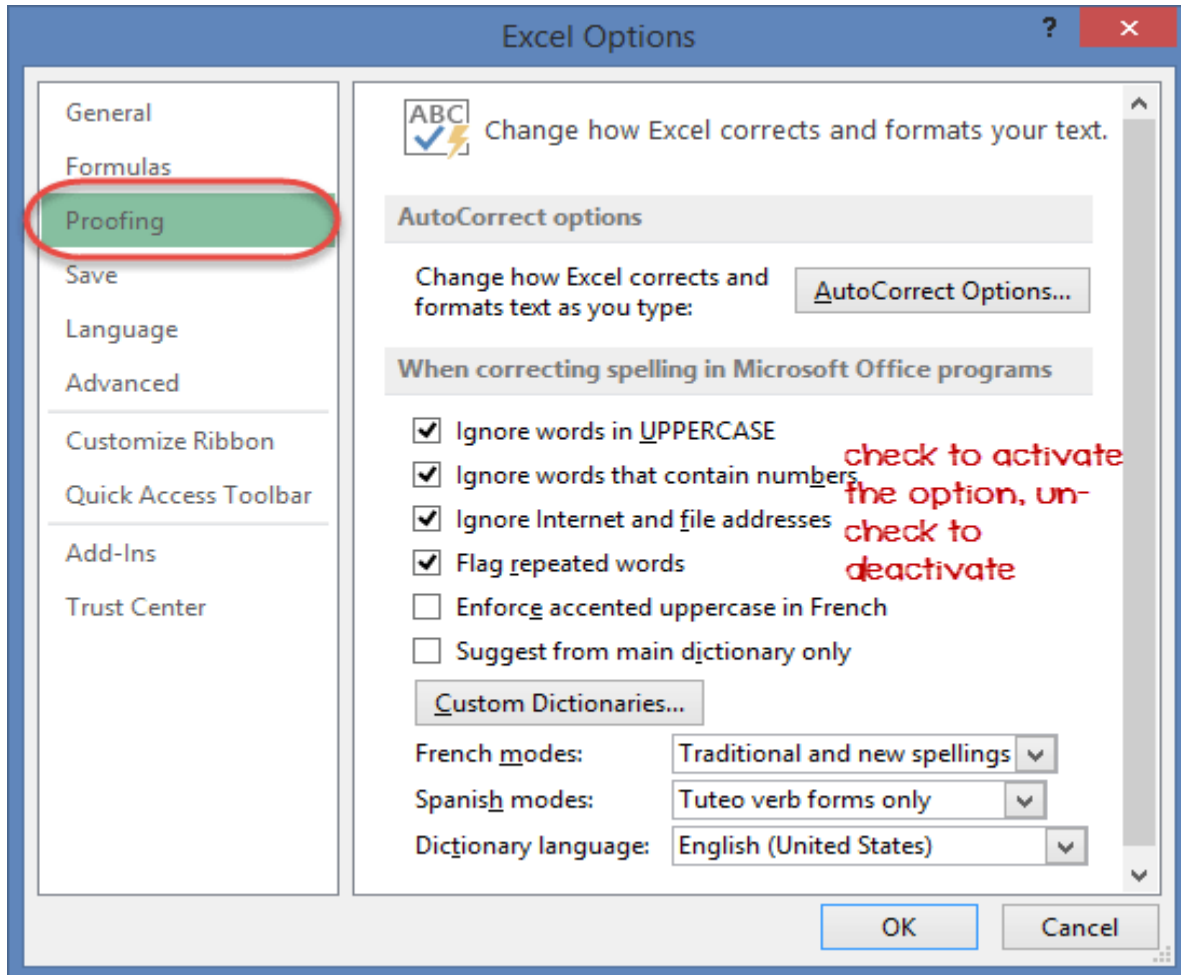 Excel Options
?
×
General
Formulas
Proofing
Save
Language
Advanced
Customize Ribbon
Quick Access Toolbar
Add-Ins
Trust Center
ABC
Change how Excel corrects and formats your text.
AutoCorrect options
Change how Excel corrects and
formats text as you type:
AutoCorrect Options...
When correcting spelling in Microsoft Office programs
Ignore words in UPPERCASE
Ignore words that contain numbers
Ignore Internet and file addresses
Flag repeated words
Enforce accented uppercase in French
Suggest from main dictionary only
check to activate
the option, un-
check to
deactivate
Custom Dictionaries...
French modes:
Traditional and new spellings
Spanish modes:
Tuteo verb forms only
Dictionary language:
English (United States)
OK
Cancel